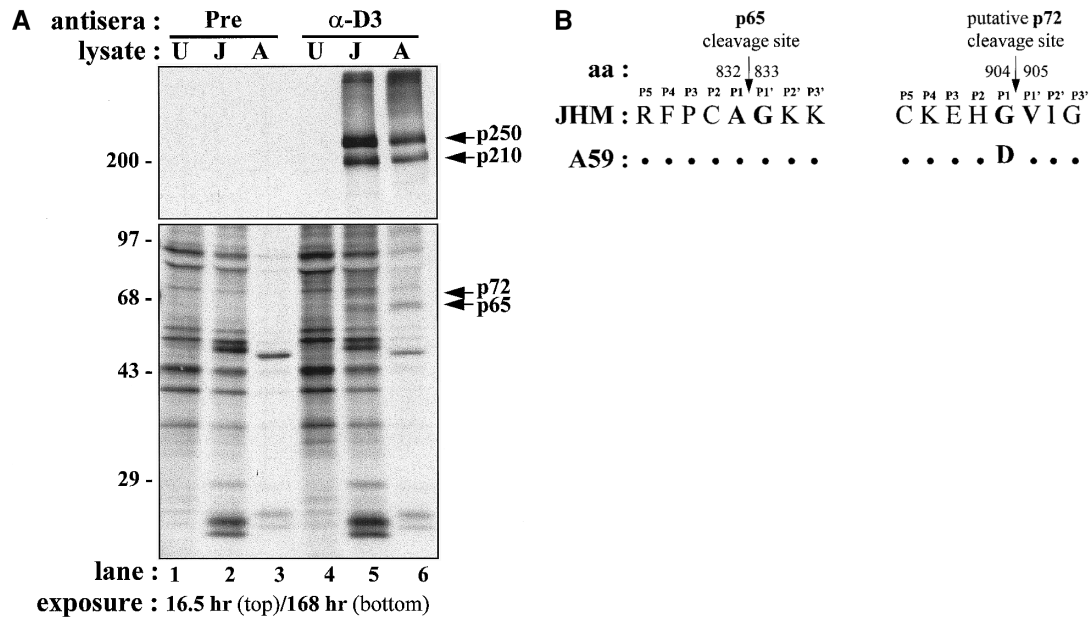 A
antisera : Pre α-D3
lysate : U J A U J A
p250
p210
200 -
97 -
68 -
p72
p65
43 -
29 -
lane : 1 2 3 4 5 6
exposure : 16.5 hr (top)/168 hr (bottom)
B
p65 putative p72
cleavage site cleavage site
aa : 832 833 904 905
P5 P4 P3 P2 P1 P1' P2' P3' P5 P4 P3 P2 P1 P1' P2' P3'
JHM : R F P C A G K K C K E H G V I G
A59 : • • • • • • • • • • • • D • • •